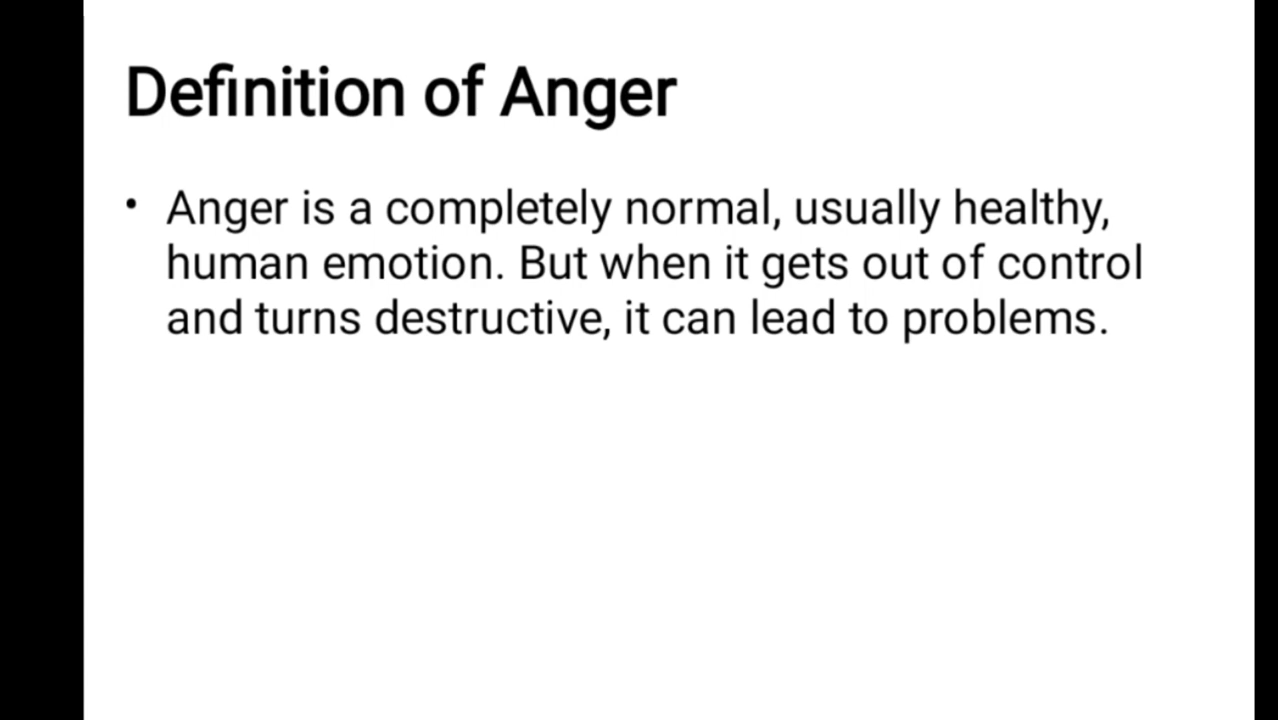 Definition of Anger
• Anger is a completely normal, usually healthy,
human emotion. But when it gets out of control
and turns destructive, it can lead to problems.